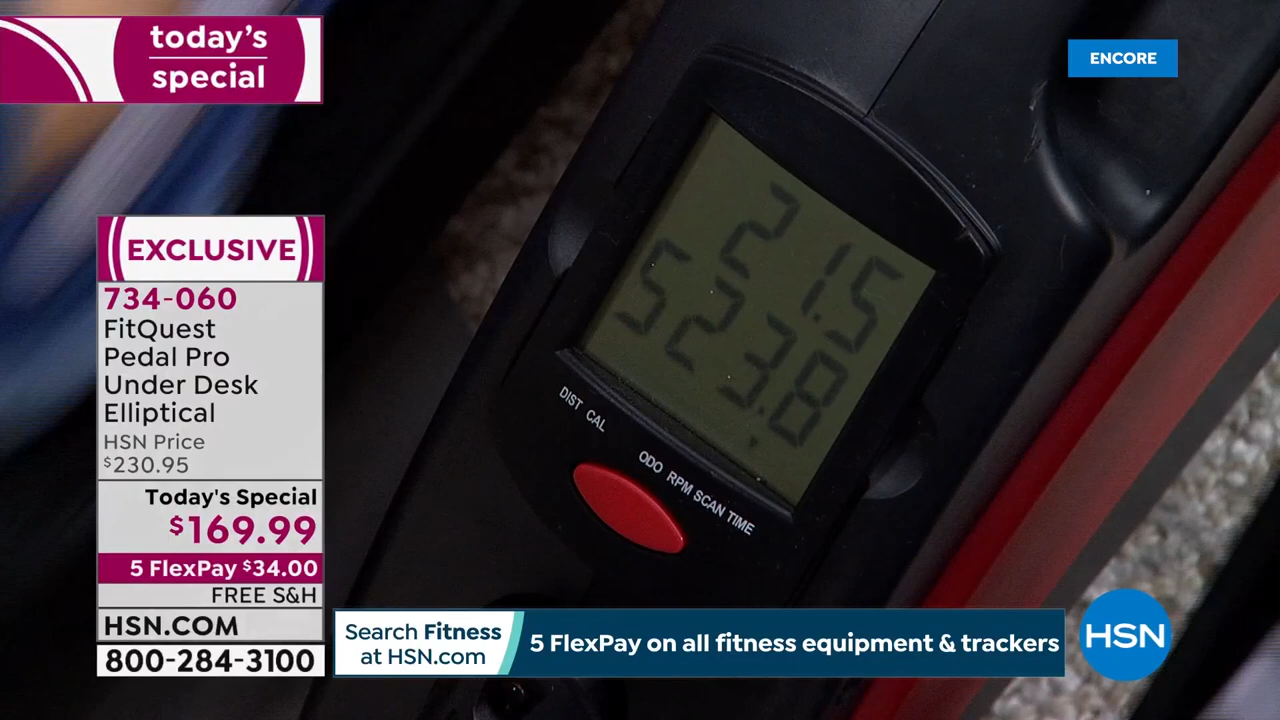 today's
special
ENCORE
EXCLUSIVE
734-060
FitQuest
Pedal Pro
Under Desk
Elliptical
HSN Price
$230.95
Today's Special
$169.99
5 FlexPay $34.00
FREE S&H
HSN.COM
800-284-3100
21.5
523.8
DIST CAL ODO RPM SCAN TIME
Search Fitness
at HSN.com
5 FlexPay on all fitness equipment & trackers
HSN